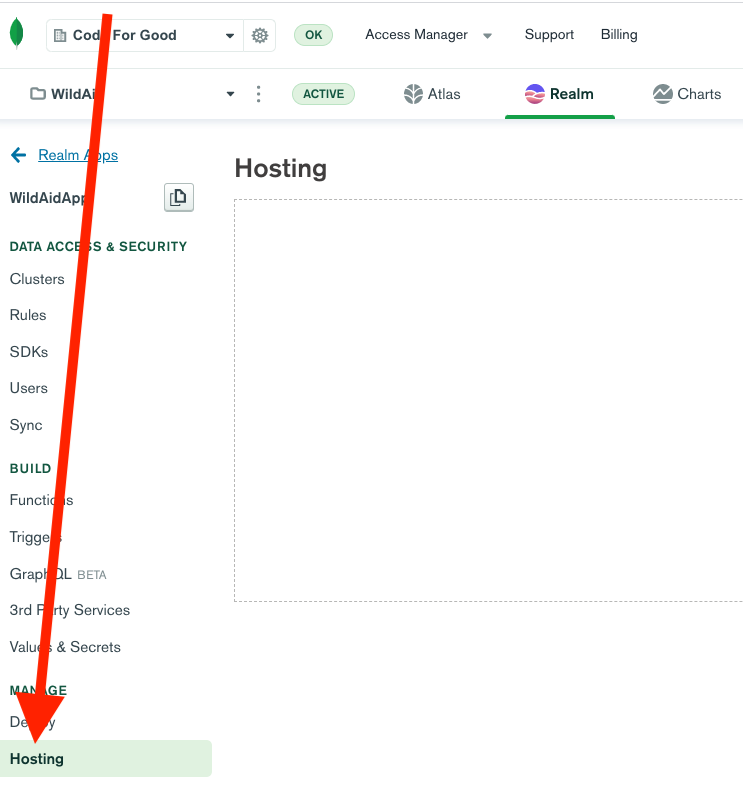 Code For Good OK Access Manager Support Billing
WildAid ACTIVE Atlas Realm Charts
Realm Apps
Hosting
WildAidApp
DATA ACCESS & SECURITY
Clusters
Rules
SDKs
Users
Sync
BUILD
Functions
Triggers
GraphQL BETA
3rd Party Services
Values & Secrets
MANAGE
Deploy
Hosting